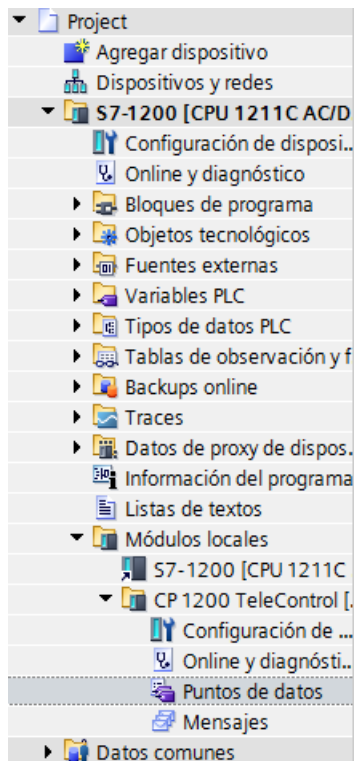 Project
Agregar dispositivo
Dispositivos y redes
S7-1200 [CPU 1211C AC/D
Configuración de disposi..
Online y diagnóstico
Bloques de programa
Objetos tecnológicos
Fuentes externas
Variables PLC
Tipos de datos PLC
Tablas de observación y f
Backups online
Traces
Datos de proxy de dispos.
Información del programa
Listas de textos
Módulos locales
S7-1200 [CPU 1211C
CP 1200 TeleControl [.
Configuración de ...
Online y diagnósti..
Puntos de datos
Mensajes
Datos comunes